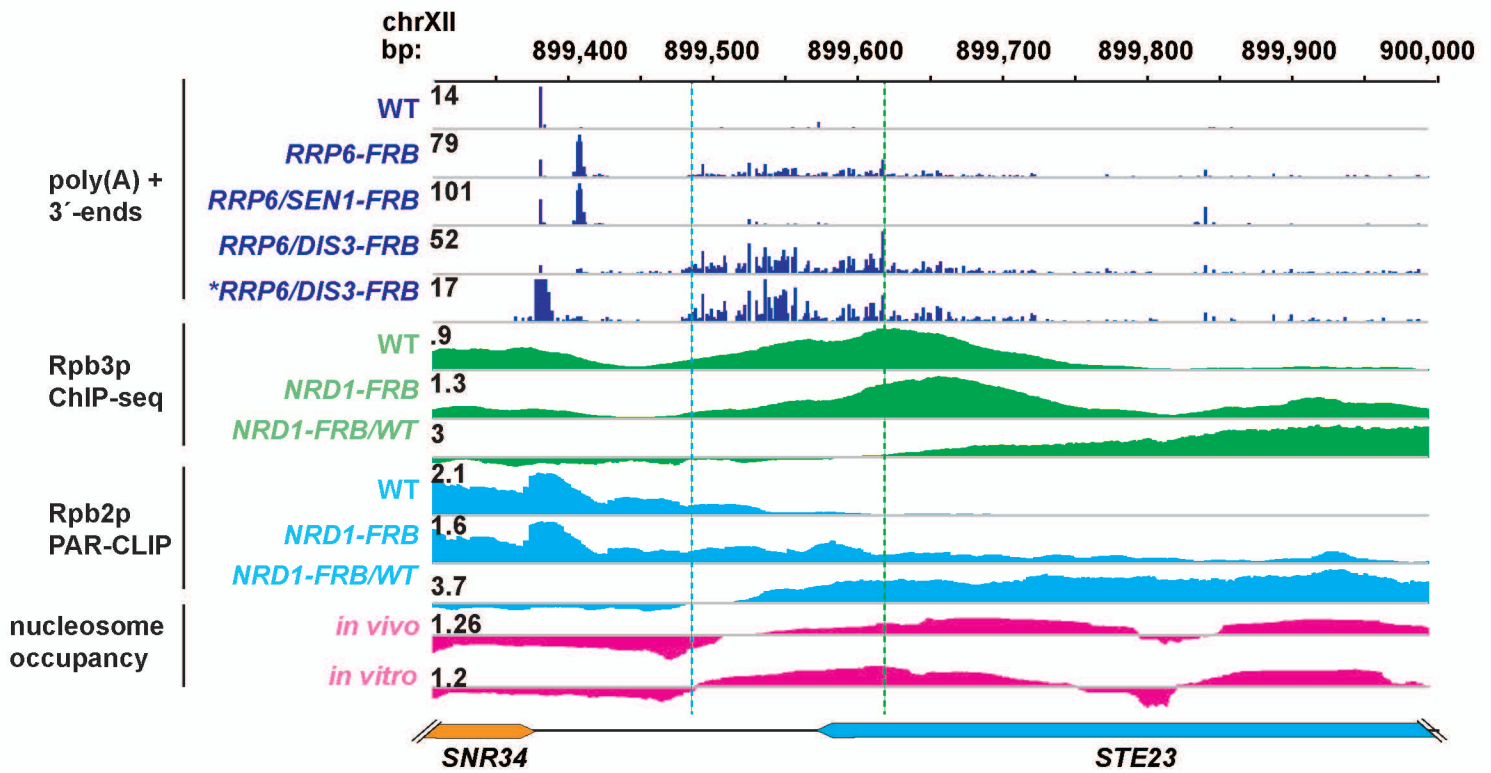 chrXII
bp: 899,400 899,500 899,600 899,700 899,800 899,900 900,000
poly(A) +
3´-ends
WT 14
RRP6-FRB 79
RRP6/SEN1-FRB 101
RRP6/DIS3-FRB 52
*RRP6/DIS3-FRB 17
Rpb3p
ChIP-seq
WT .9
NRD1-FRB 1.3
NRD1-FRB/WT 3
Rpb2p
PAR-CLIP
WT 2.1
NRD1-FRB 1.6
NRD1-FRB/WT 3.7
nucleosome
occupancy
in vivo 1.26
in vitro 1.2
SNR34 STE23